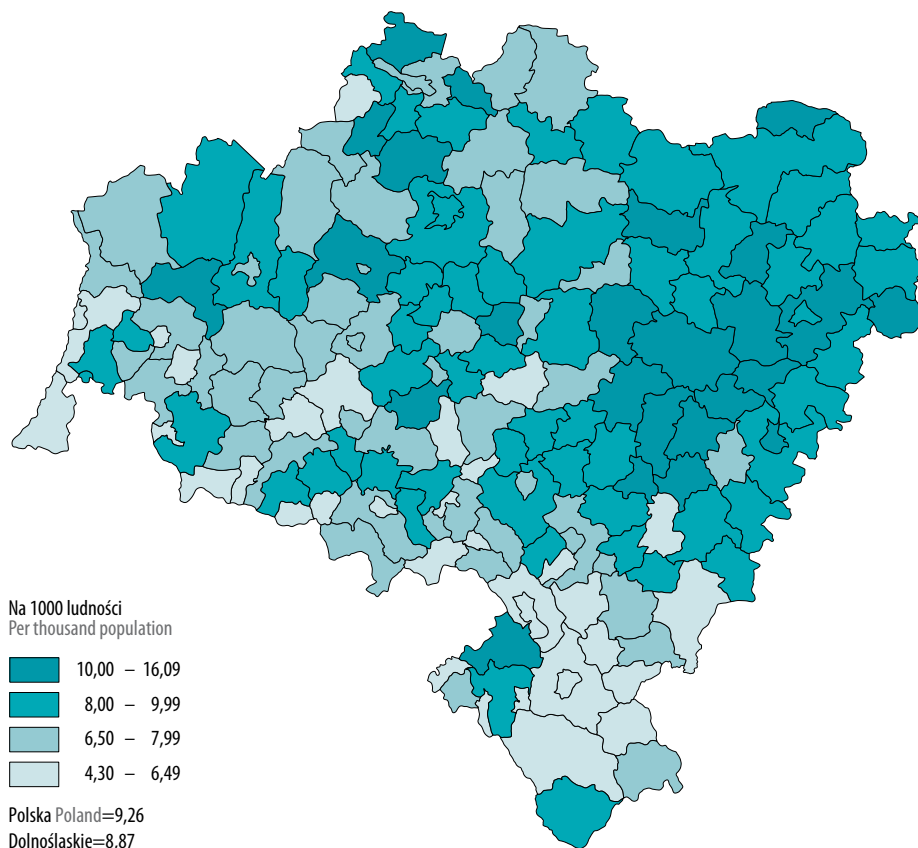 Na 1000 ludności
Per thousand population
10,00 – 16,09
8,00 – 9,99
6,50 – 7,99
4,30 – 6,49
Polska Poland=9,26
Dolnośląskie=8,87